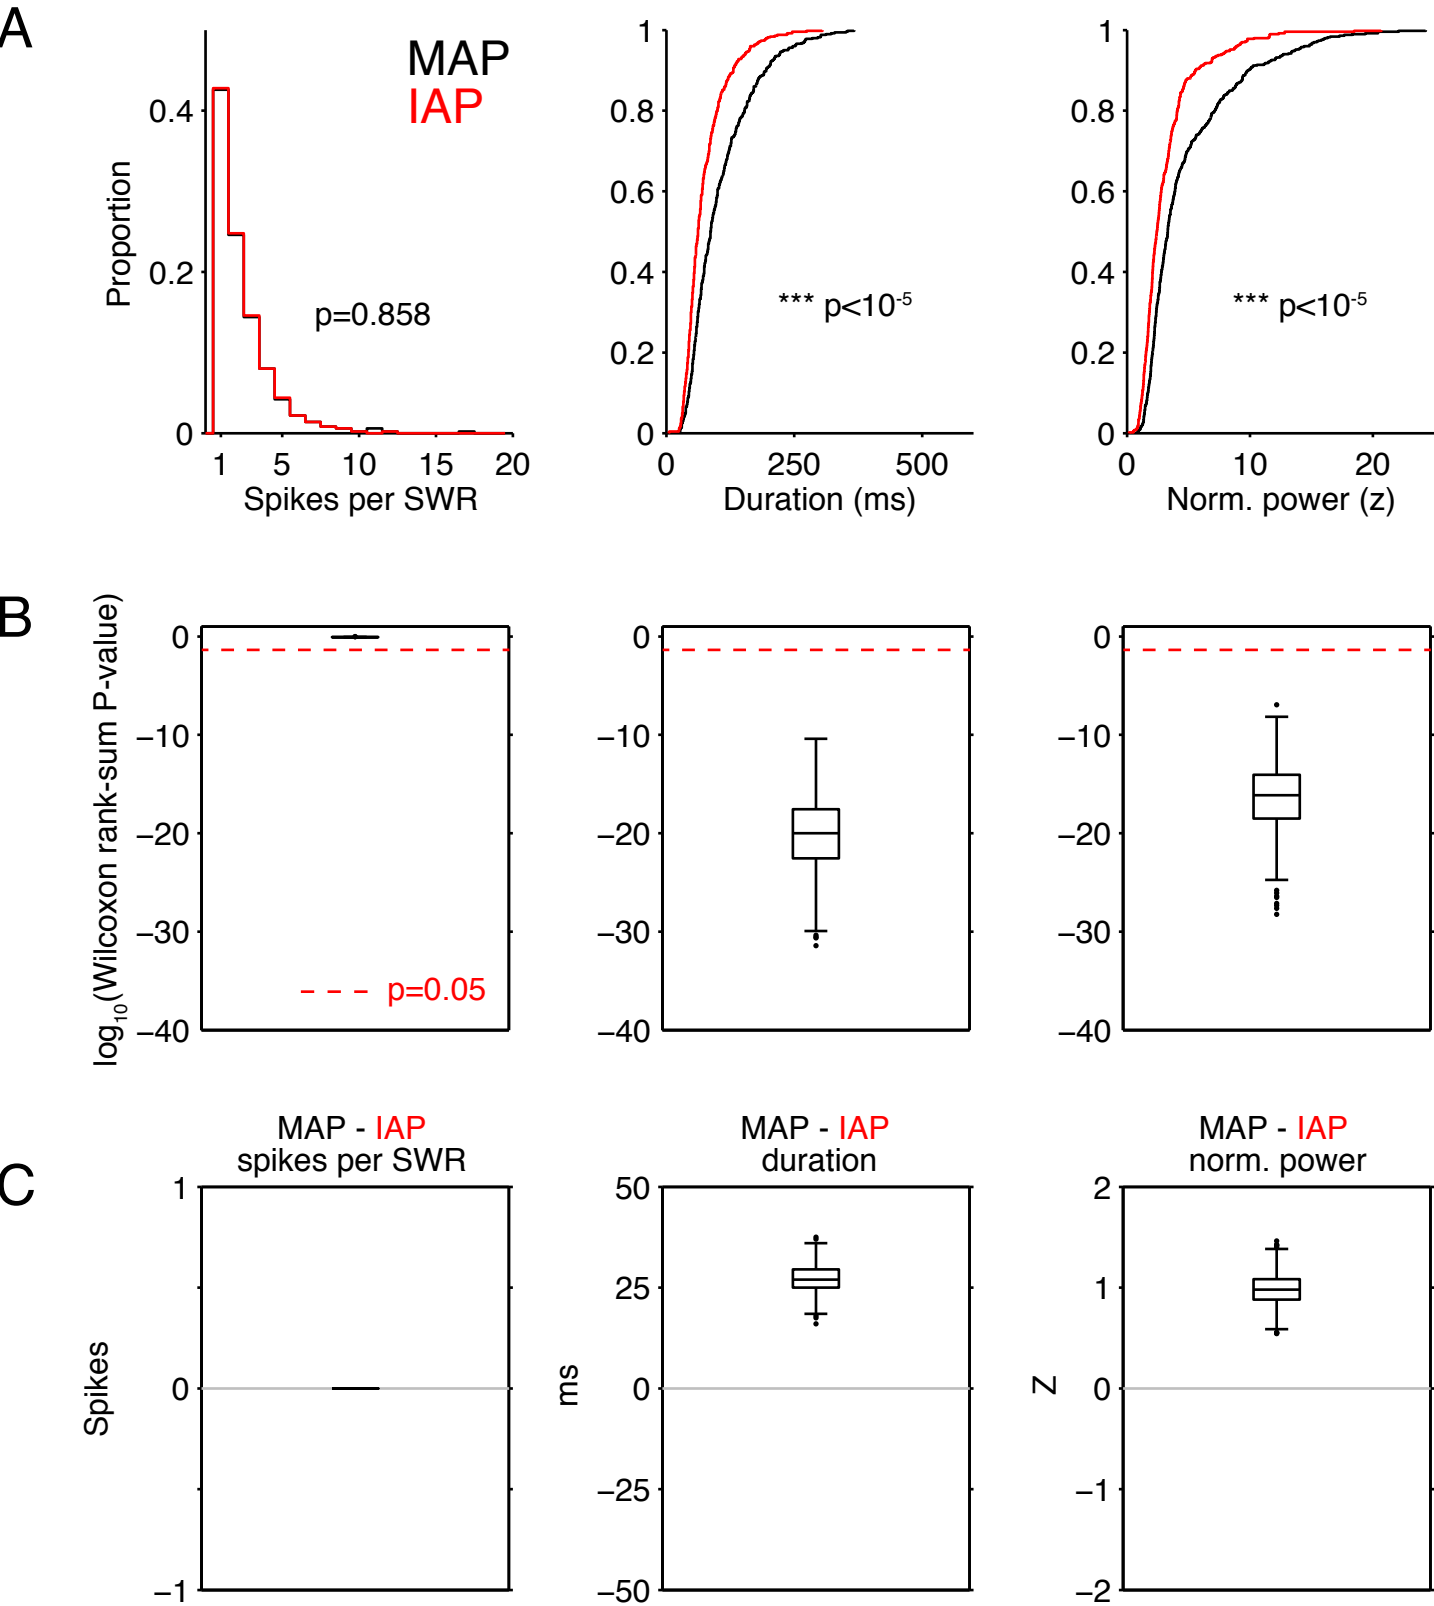 A
MAP
IAP
Proportion
0.4
0.2
0
p=0.858
1 5 10 15 20
Spikes per SWR
1
0.8
0.6
0.4
0.2
0
*** p<10-5
0 250 500
Duration (ms)
1
0.8
0.6
0.4
0.2
0
*** p<10-5
0 10 20
Norm. power (z)
B
log10(Wilcoxon rank-sum P-value)
0
−10
−20
−30
−40
p=0.05
0
−10
−20
−30
−40
0
−10
−20
−30
−40
C
MAP - IAP
spikes per SWR
Spikes
1
0
−1
MAP - IAP
duration
ms
50
25
0
−25
−50
MAP - IAP
norm. power
Z
2
1
0
−1
−2